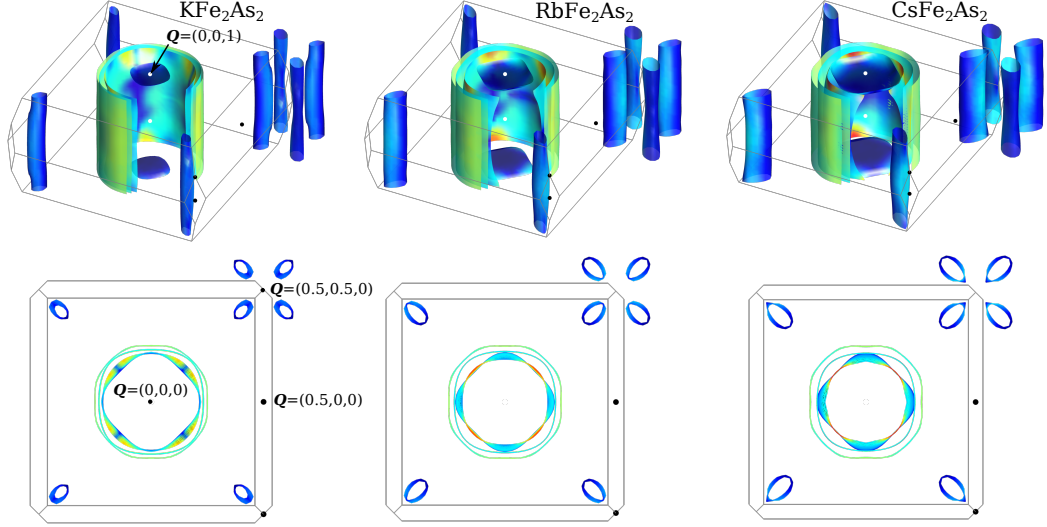 KFe₂As₂
RbFe₂As₂
CsFe₂As₂
Q=(0,0,1)
Q=(0.5,0.5,0)
Q=(0,0,0)
Q=(0.5,0,0)